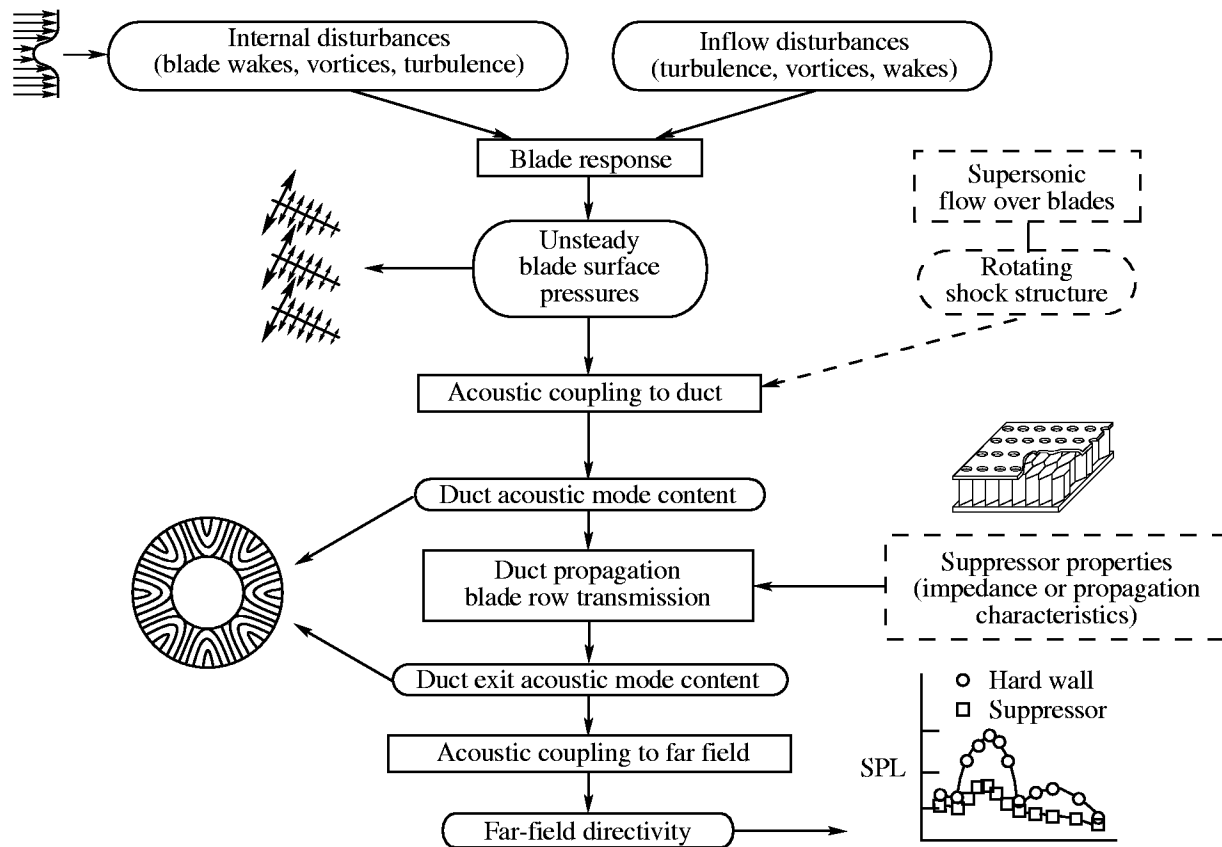 Internal disturbances
(blade wakes, vortices, turbulence)
Inflow disturbances
(turbulence, vortices, wakes)
Blade response
Supersonic
flow over blades
Unsteady
blade surface
pressures
Rotating
shock structure
Acoustic coupling to duct
Duct acoustic mode content
Duct propagation
blade row transmission
Suppressor properties
(impedance or propagation
characteristics)
Duct exit acoustic mode content
Hard wall
Suppressor
Acoustic coupling to far field
SPL
Far-field directivity